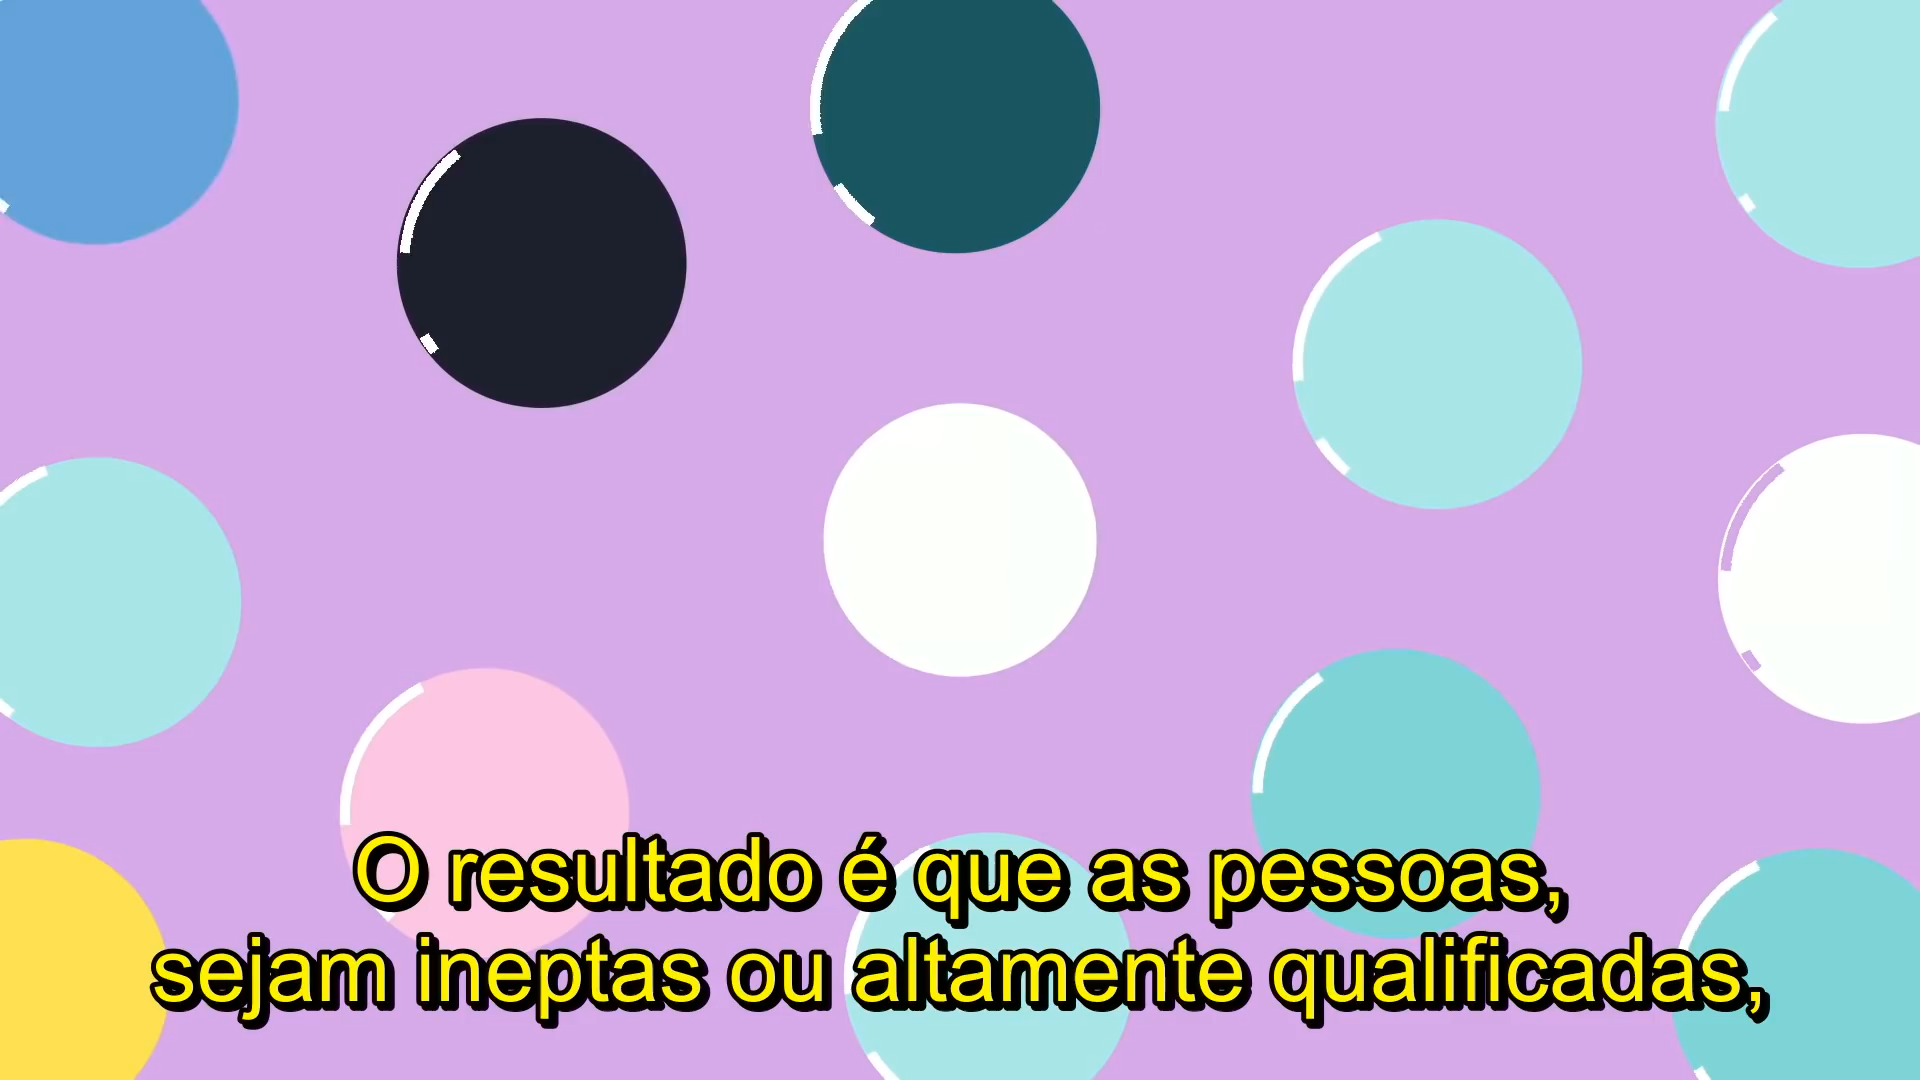 O resultado é que as pessoas,
sejam ineptas ou altamente qualificadas,